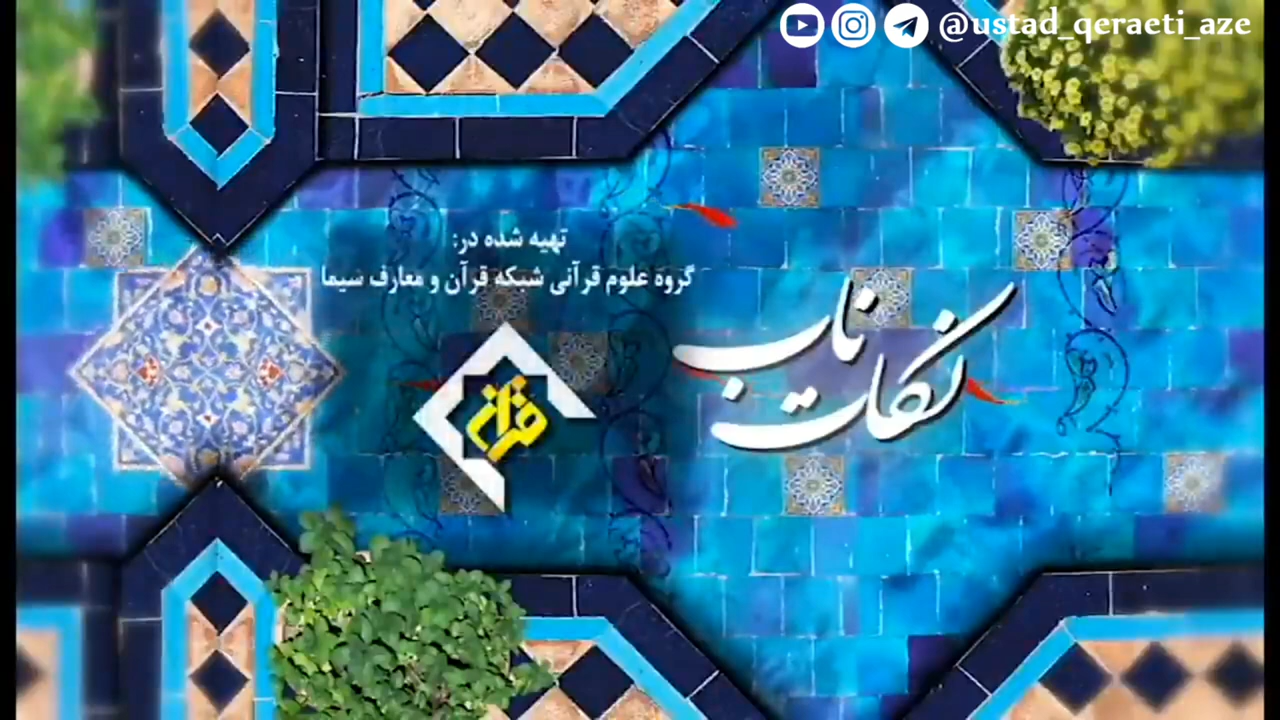 @ustad_qeraeti_aze
تهیه شده در:
گروه علوم قرآنی شبکه قرآن و معارف سیما
نکات ناب
قرآن